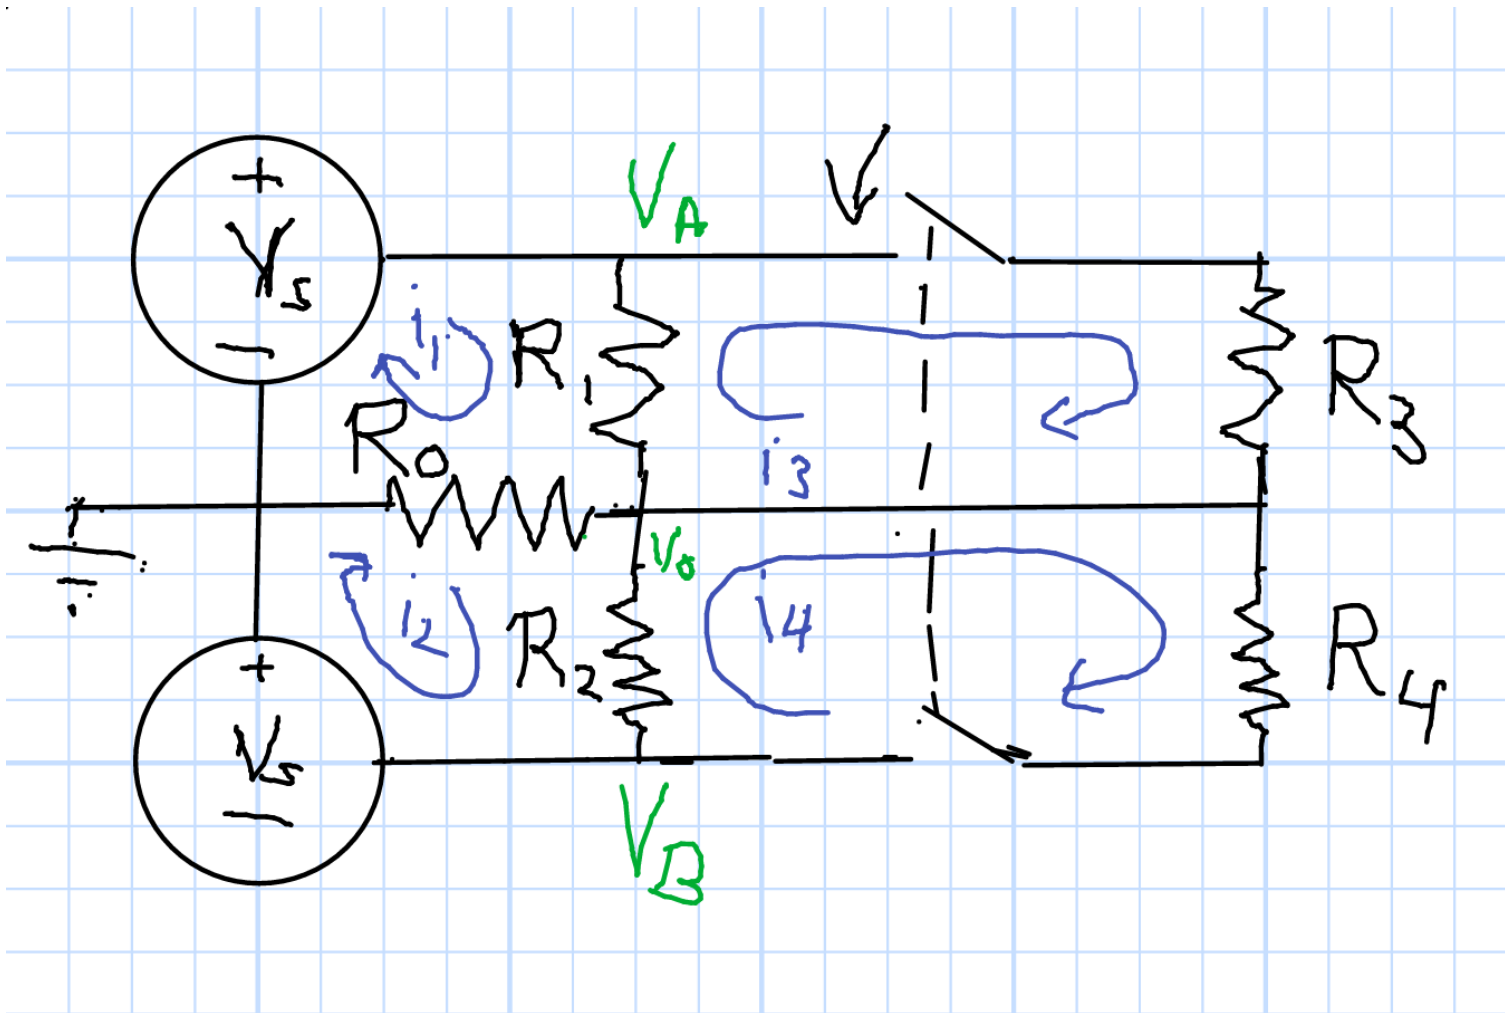 V_A
+
V_S
−
i_1
R_1
R_3
R_0
i_3
V_0
i_2
i_4
R_2
R_4
+
V_S
−
V_B